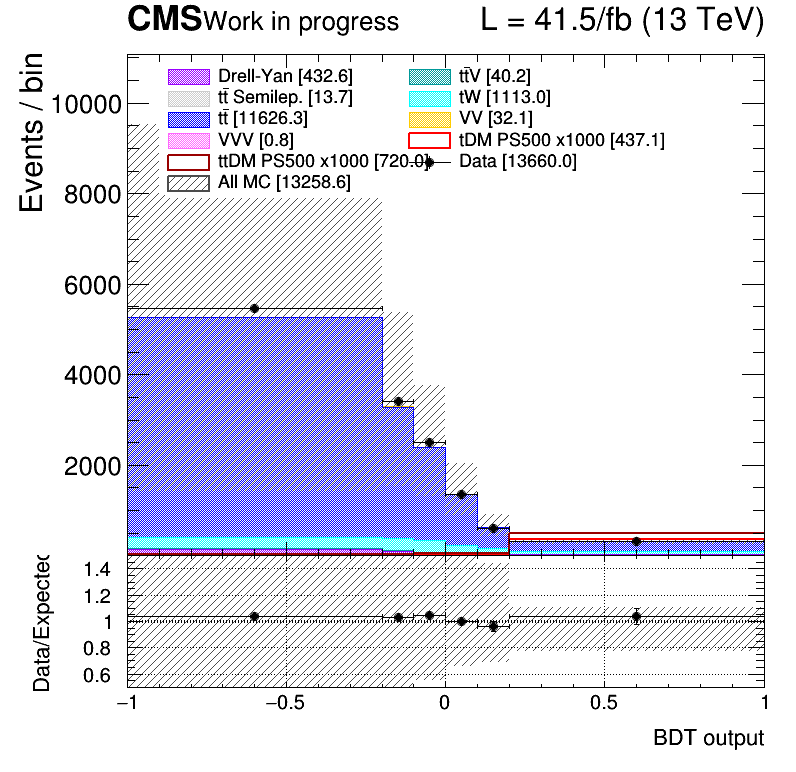 CMS Work in progress L = 41.5/fb (13 TeV)
Events / bin
10000
8000
6000
4000
2000
Drell-Yan [432.6]
tt̄ Semilep. [13.7]
tt̄ [11626.3]
VVV [0.8]
ttDM PS500 x1000 [720.0]
All MC [13258.6]
tt̄V [40.2]
tW [1113.0]
VV [32.1]
tDM PS500 x1000 [437.1]
Data [13660.0]
Data/Expected
1.4
1.2
1
0.8
0.6
−1 −0.5 0 0.5 1
BDT output